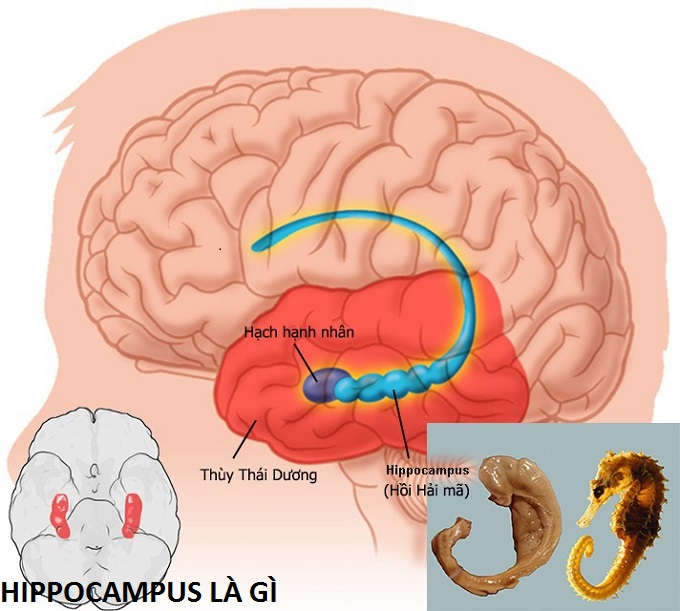 Hạch hạnh nhân
Thùy Thái Dương
Hippocampus
(Hồi Hải mã)
HIPPOCAMPUS LÀ GÌ